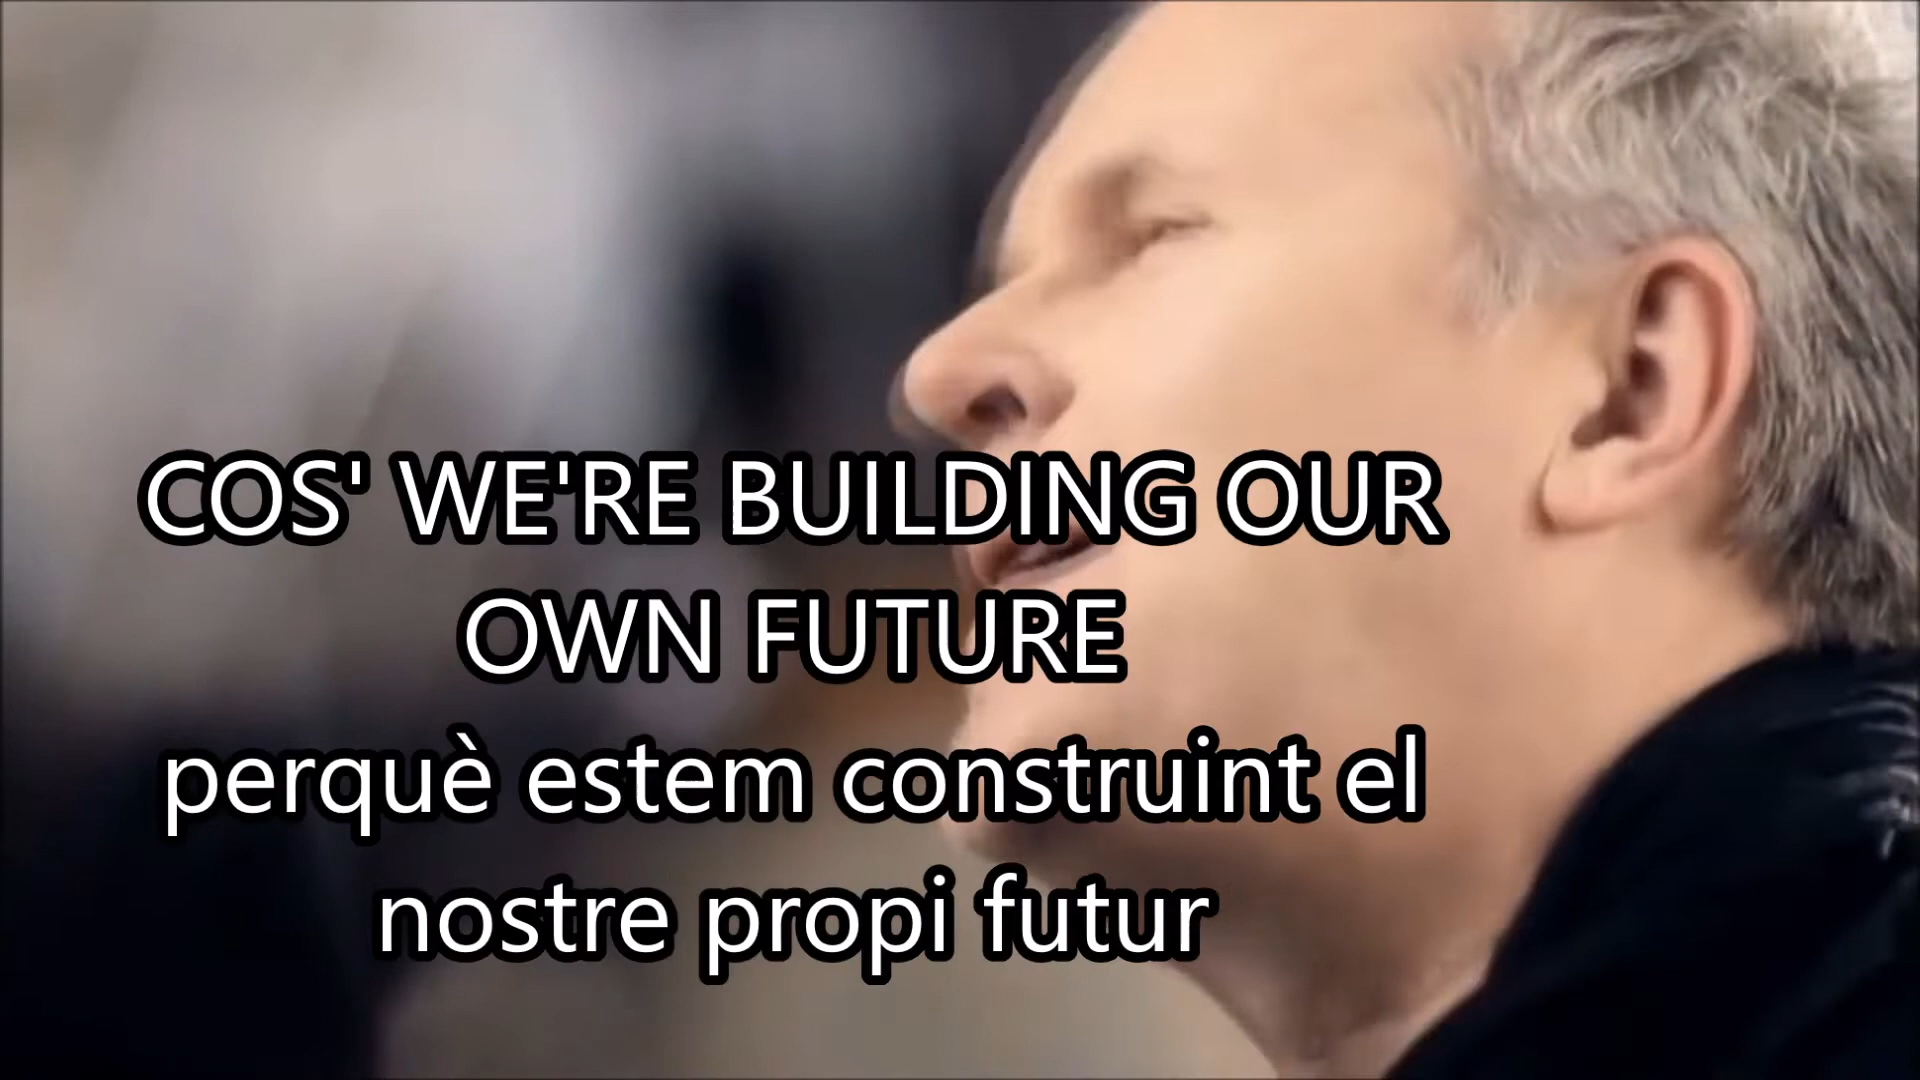 COS' WE'RE BUILDING OUR
OWN FUTURE
perquè estem construint el
nostre propi futur